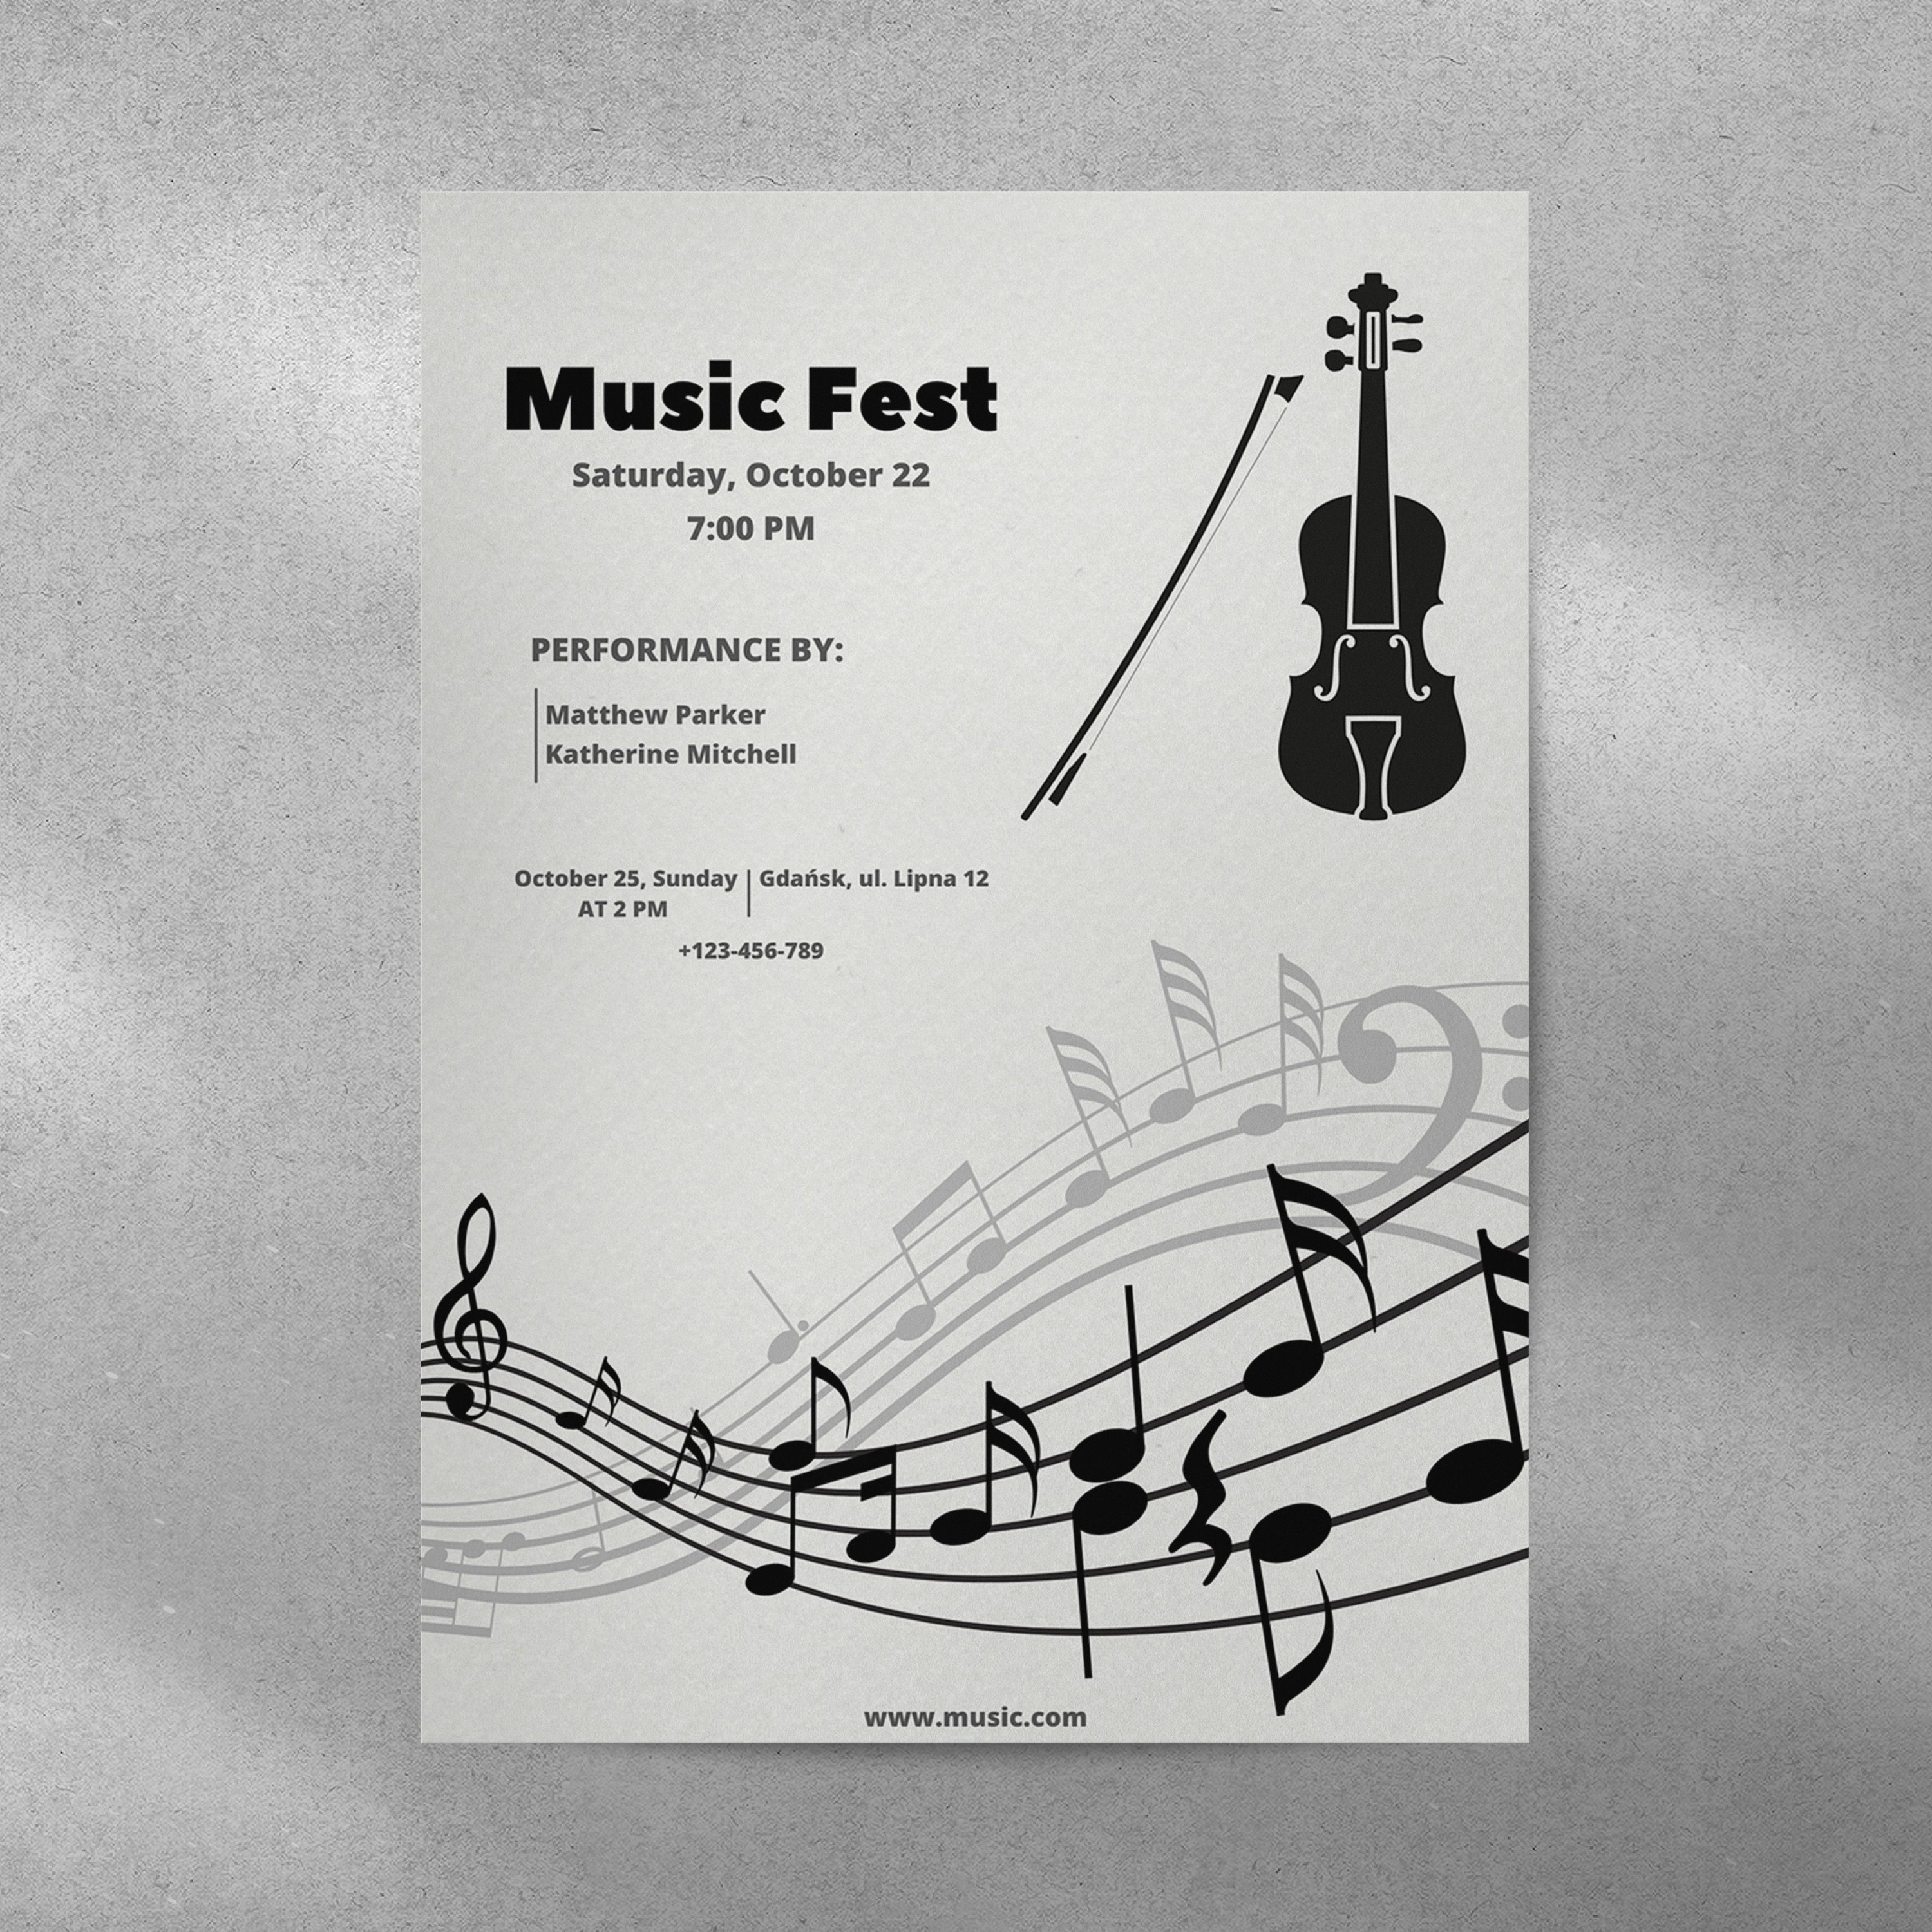 Music Fest
Saturday, October 22
7:00 PM
PERFORMANCE BY:
Matthew Parker
Katherine Mitchell
October 25, Sunday
AT 2 PM
Gdańsk, ul. Lipna 12
+123-456-789
www.music.com